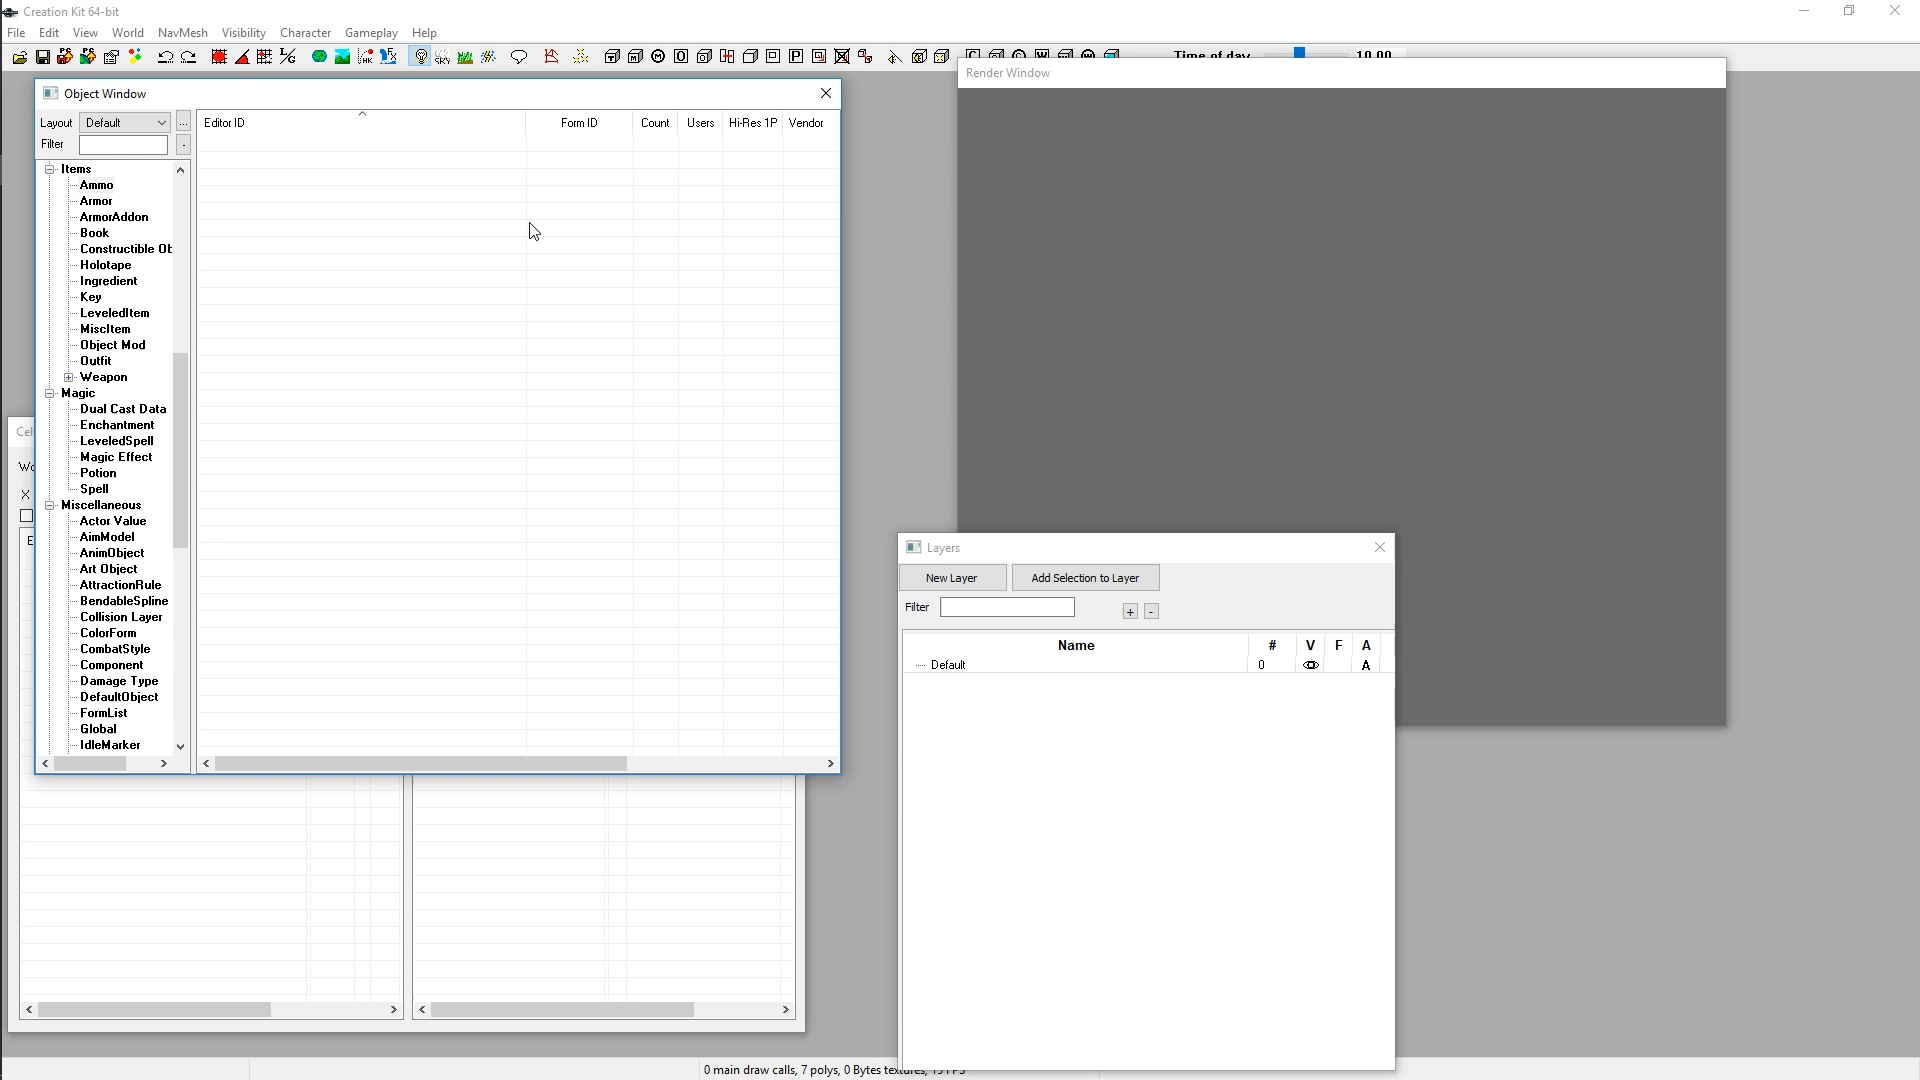 Creation Kit 64-bit
File Edit View World NavMesh Visibility Character Gameplay Help
Time of day 10.00
Render Window
Object Window
Layout Default ...
Filter -
Editor ID Form ID Count Users Hi-Res 1P Vendor
Items
Ammo
Armor
ArmorAddon
Book
Constructible Ob
Holotape
Ingredient
Key
LeveledItem
MiscItem
Object Mod
Outfit
Weapon
Magic
Dual Cast Data
Enchantment
LeveledSpell
Magic Effect
Potion
Spell
Miscellaneous
Actor Value
AimModel
AnimObject
Art Object
AttractionRule
BendableSpline
Collision Layer
ColorForm
CombatStyle
Component
Damage Type
DefaultObject
FormList
Global
IdleMarker
Cel
Wo
X
E
Layers
New Layer Add Selection to Layer
Filter + -
Name # V F A
Default 0 A
0 main draw calls, 7 polys, 0 Bytes textures,